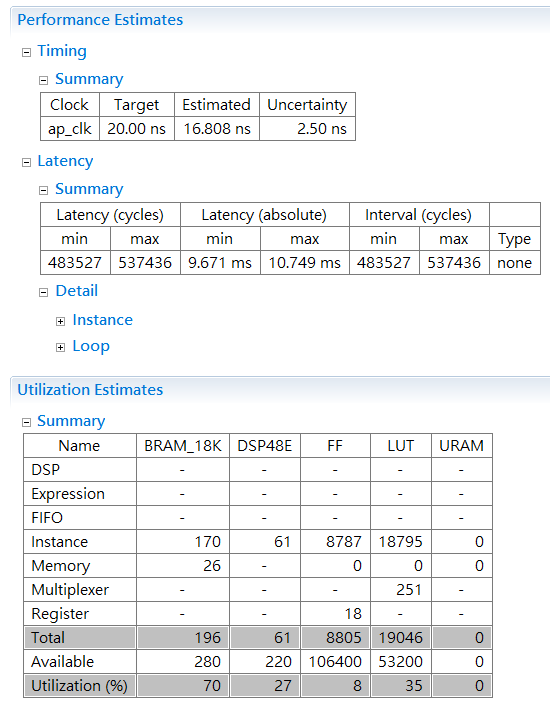 Performance Estimates
Timing
Summary
Clock Target Estimated Uncertainty
ap_clk 20.00 ns 16.808 ns 2.50 ns
Latency
Summary
Latency (cycles) Latency (absolute) Interval (cycles)
min max min max min max Type
483527 537436 9.671 ms 10.749 ms 483527 537436 none
Detail
Instance
Loop
Utilization Estimates
Summary
Name BRAM_18K DSP48E FF LUT URAM
DSP - - - - -
Expression - - - - -
FIFO - - - - -
Instance 170 61 8787 18795 0
Memory 26 - 0 0 0
Multiplexer - - - 251 -
Register - - 18 - -
Total 196 61 8805 19046 0
Available 280 220 106400 53200 0
Utilization (%) 70 27 8 35 0